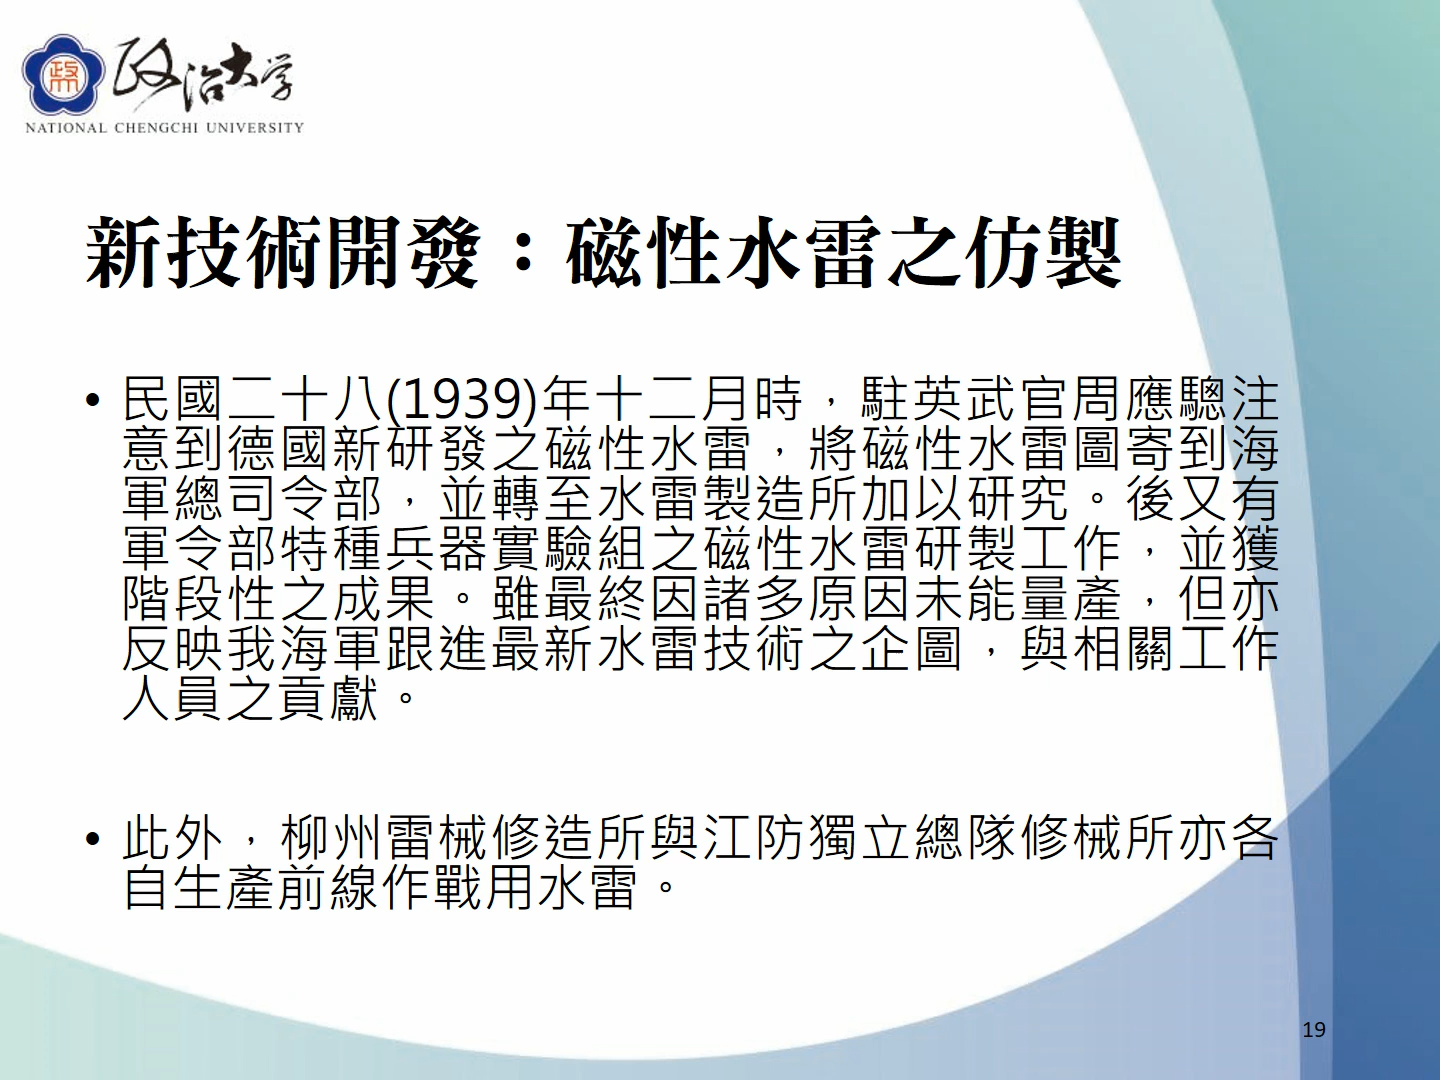 政
政治大学
NATIONAL CHENGCHI UNIVERSITY
新技術開發：磁性水雷之仿製
• 民國二十八(1939)年十二月時，駐英武官周應驄注
意到德國新研發之磁性水雷，將磁性水雷圖寄到海
軍總司令部，並轉至水雷製造所加以研究。後又有
軍令部特種兵器實驗組之磁性水雷研製工作，並獲
階段性之成果。雖最終因諸多原因未能量產，但亦
反映我海軍跟進最新水雷技術之企圖，與相關工作
人員之貢獻。
• 此外，柳州雷械修造所與江防獨立總隊修械所亦各
自生產前線作戰用水雷。
19